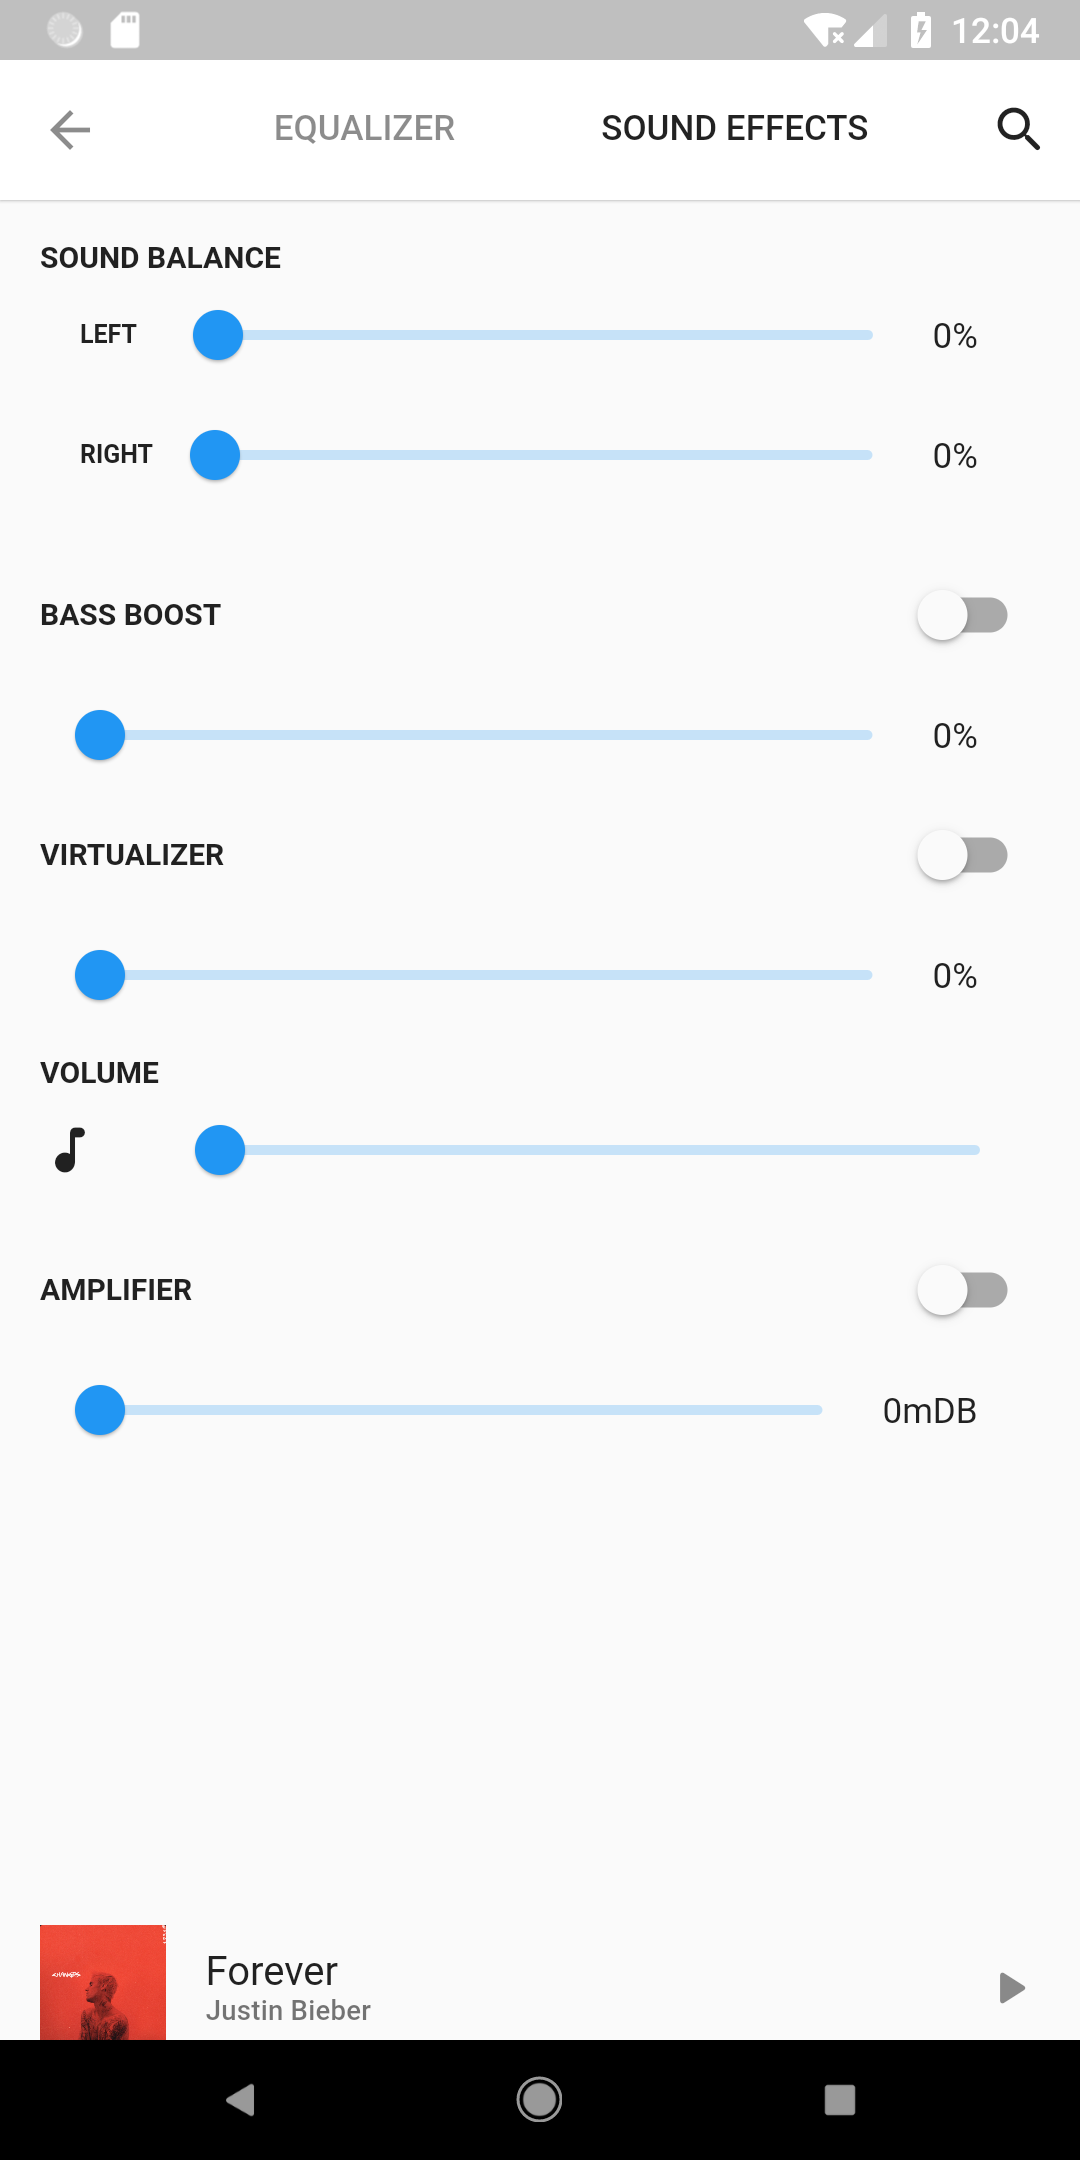 12:04
EQUALIZER
SOUND EFFECTS
SOUND BALANCE
LEFT
0%
RIGHT
0%
BASS BOOST
0%
VIRTUALIZER
0%
VOLUME
AMPLIFIER
0mDB
CHANGES
Forever
Justin Bieber